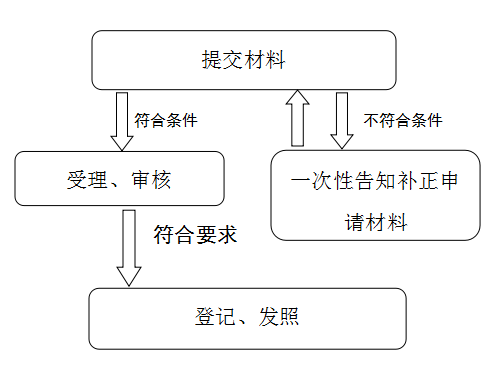 提交材料
符合条件
不符合条件
受理、审核
一次性告知补正申
请材料
符合要求
登记、发照